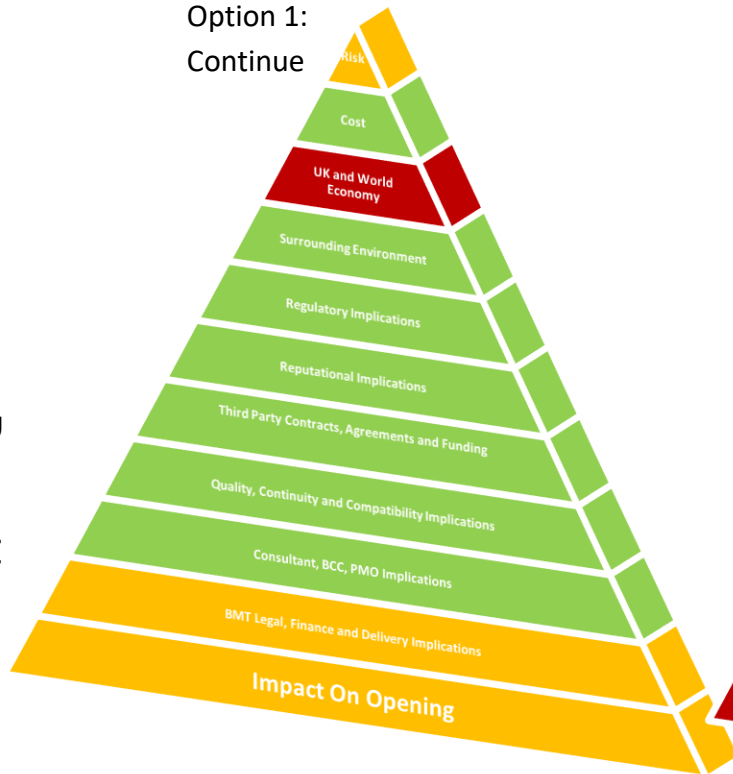 Option 1:
Continue
Risk
Cost
UK and World
Economy
Surrounding Environment
Regulatory Implications
Reputational Implications
Third Party Contracts, Agreements and Funding
Quality, Continuity and Compatibility Implications
Consultant, BCC, PMO Implications
BMT Legal, Finance and Delivery Implications
Impact On Opening